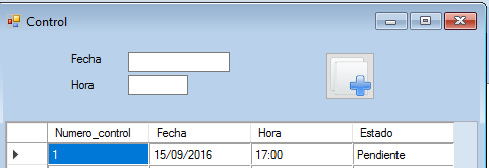 Control
Fecha
Hora
Numero_control Fecha Hora Estado
1 15/09/2016 17:00 Pendiente